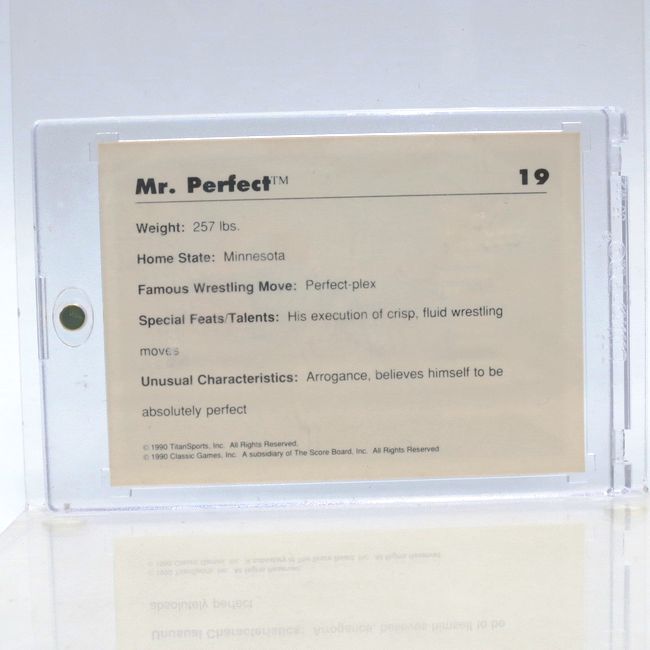 Mr. Perfect™ 19
Weight: 257 lbs.
Home State: Minnesota
Famous Wrestling Move: Perfect-plex
Special Feats/Talents: His execution of crisp, fluid wrestling
moves
Unusual Characteristics: Arrogance, believes himself to be
absolutely perfect
© 1990 TitanSports, Inc. All Rights Reserved.
© 1990 Classic Games, Inc. A subsidiary of The Score Board, Inc. All Rights Reserved